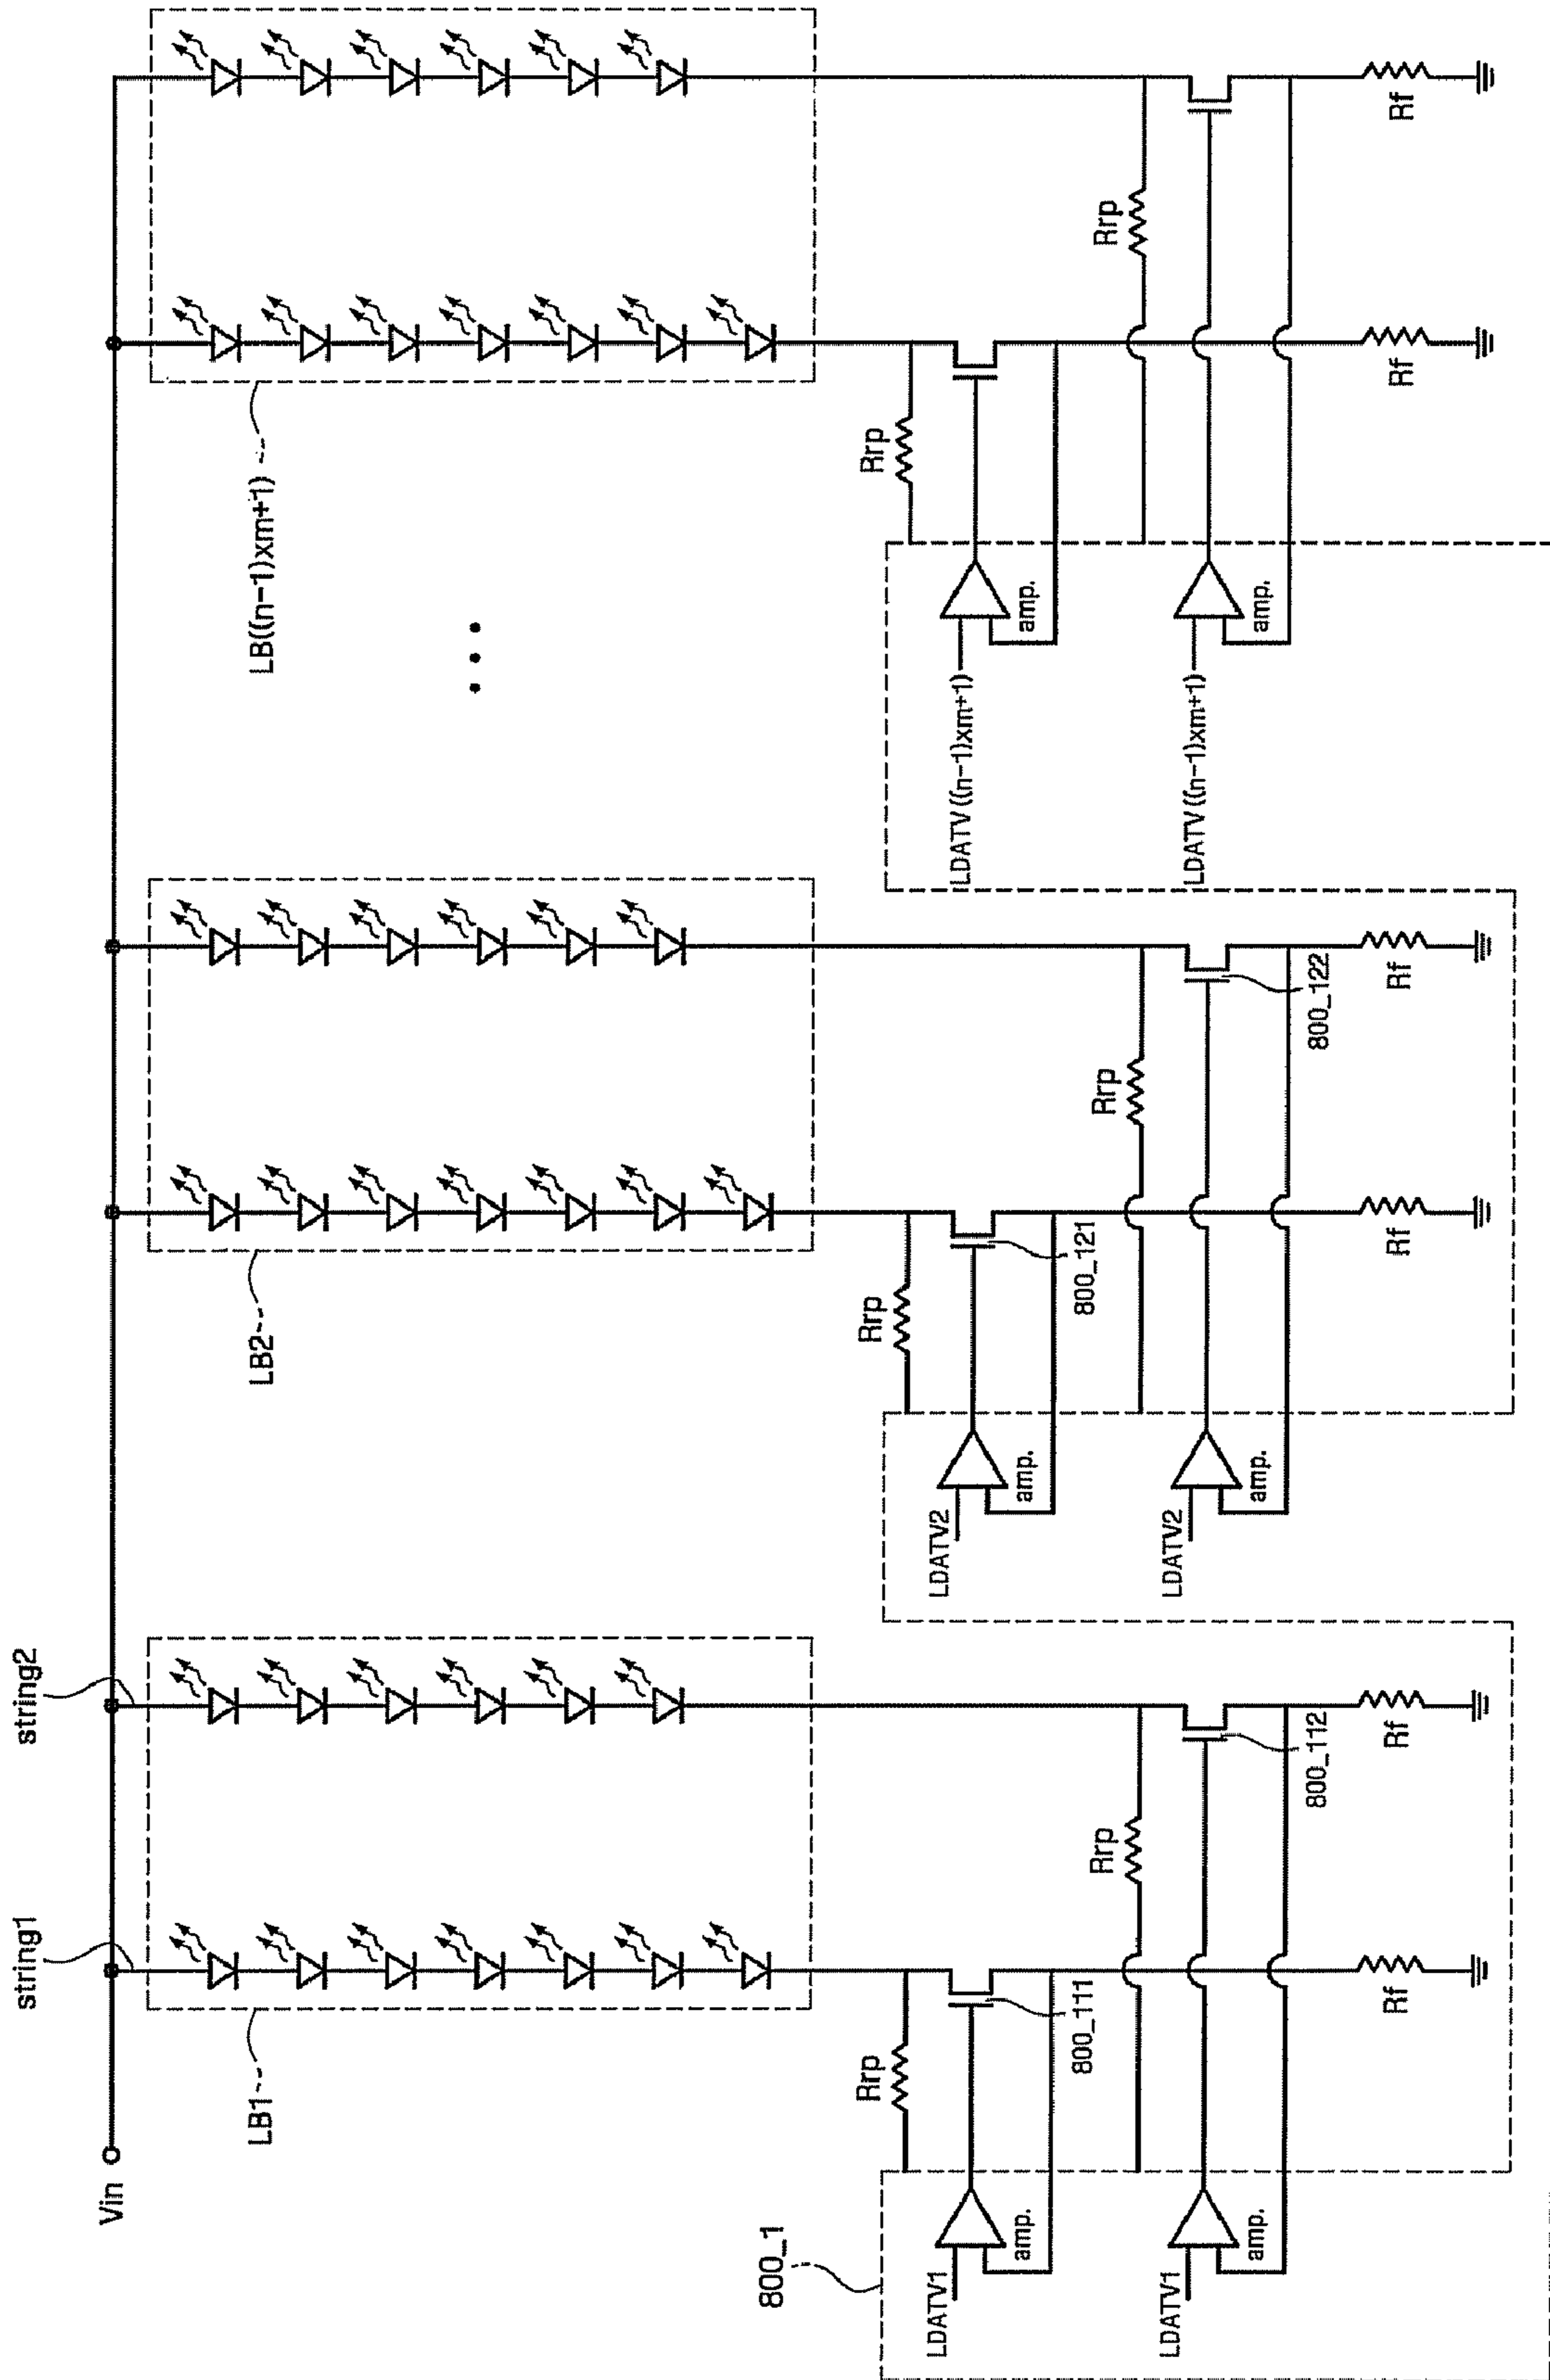 Vin
string1
string2
LB1
LB2
LB((n-1)xm+1)
• • •
800_1
Rrp
Rrp
Rrp
Rrp
Rrp
Rrp
LDATV1
amp.
800_111
LDATV2
amp.
800_121
LDATV((n-1)xm+1)
amp.
LDATV1
amp.
800_112
LDATV2
amp.
800_122
LDATV((n-1)xm+1)
amp.
Rf
Rf
Rf
Rf
Rf
Rf